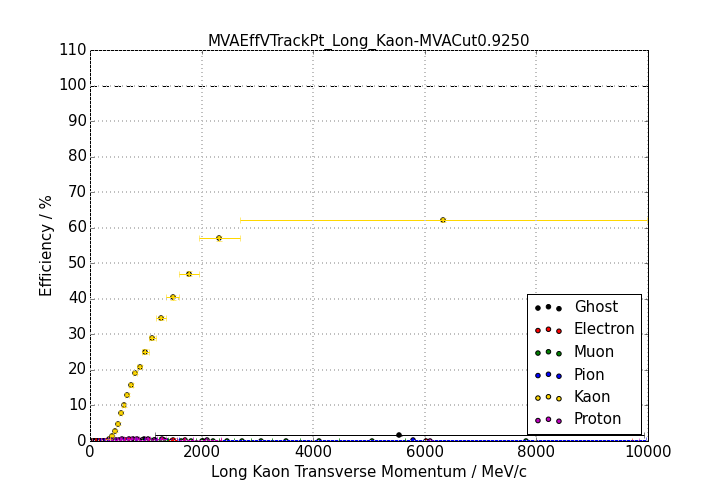 MVAEffVTrackPt_Long_Kaon-MVACut0.9250
110
100
90
80
70
60
50
40
30
20
10
0
Efficiency / %
Ghost
Electron
Muon
Pion
Kaon
Proton
0 2000 4000 6000 8000 10000
Long Kaon Transverse Momentum / MeV/c